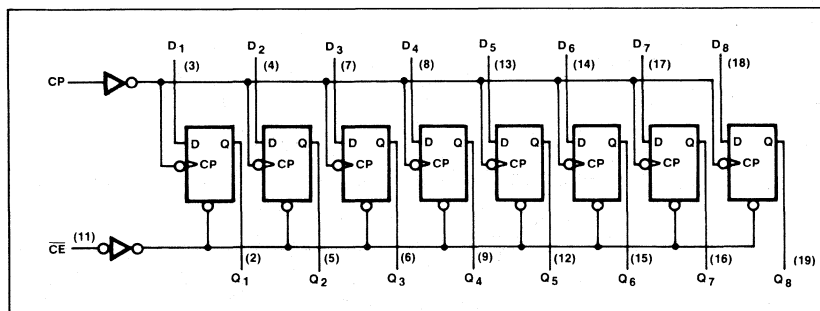 D1 D2 D3 D4 D5 D6 D7 D8
(3) (4) (7) (8) (13) (14) (17) (18)
CP
D Q D Q D Q D Q D Q D Q D Q D Q
CP CP CP CP CP CP CP CP
C̅E̅ (11)
(2) (5) (6) (9) (12) (15) (16) (19)
Q1 Q2 Q3 Q4 Q5 Q6 Q7 Q8